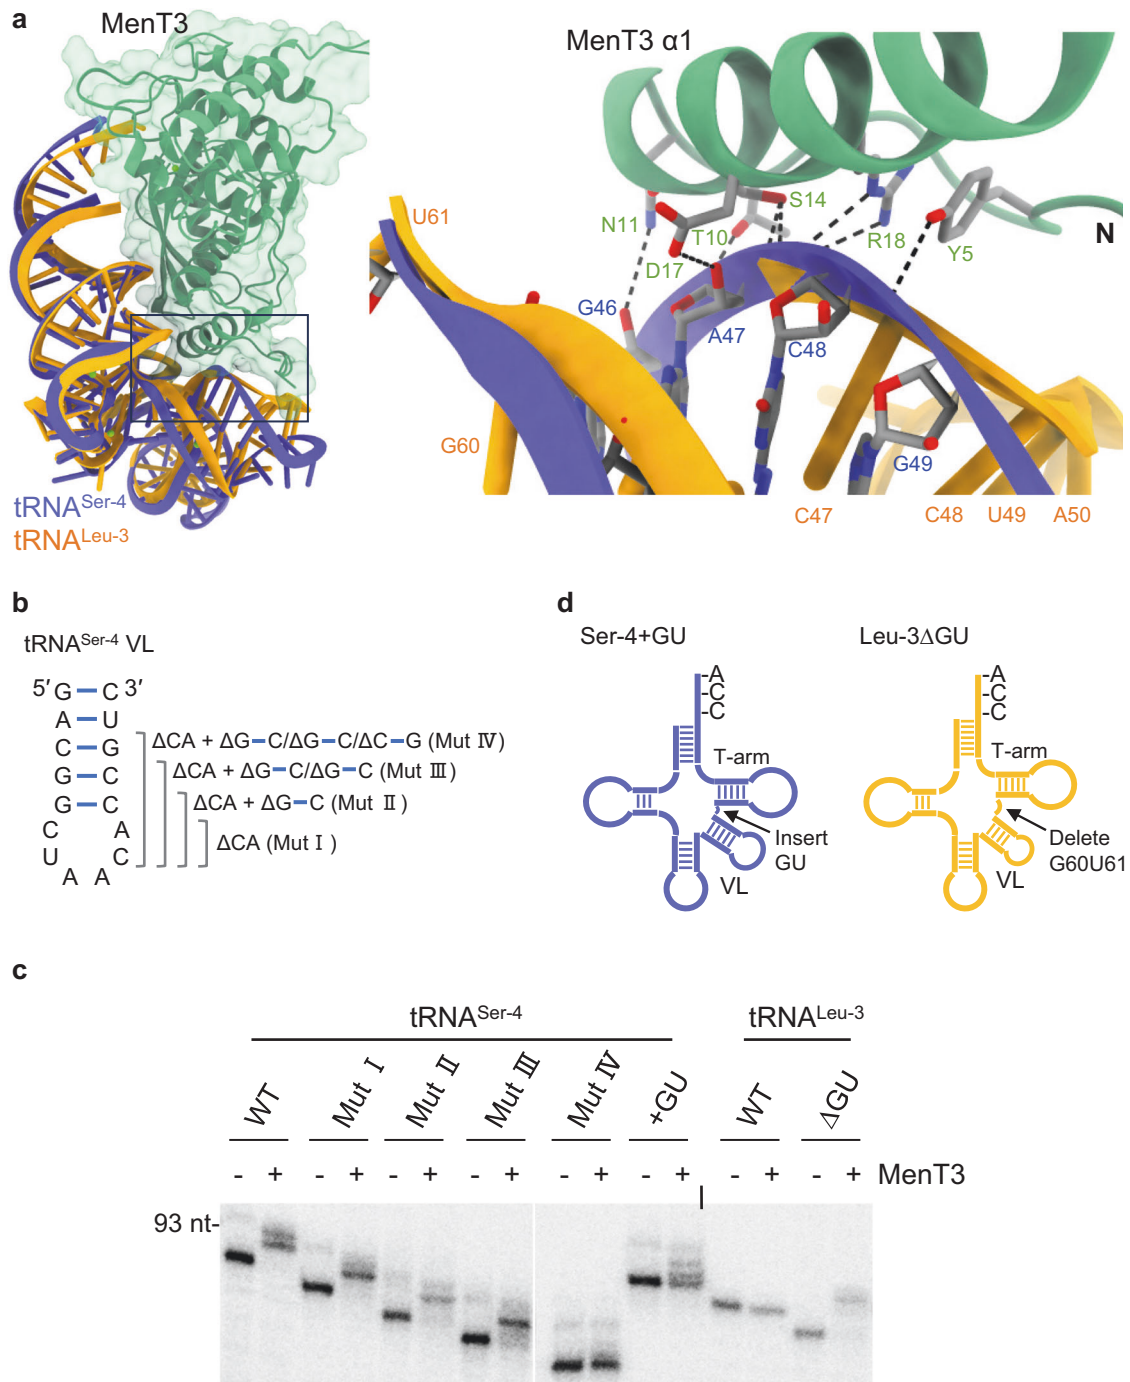 a
MenT3
MenT3 α1
U61
N11
T10
S14
D17
R18
Y5
N
G46
A47
C48
G49
G60
C47
C48
U49
A50
tRNASer-4
tRNALeu-3
b
tRNASer-4 VL
5′ G C 3′
A U
C G
G C
G C
C A
U C
A A
ΔCA + ΔG–C/ΔG–C/ΔC–G (Mut IV)
ΔCA + ΔG–C/ΔG–C (Mut III)
ΔCA + ΔG–C (Mut II)
ΔCA (Mut I)
d
Ser-4+GU
-A
-C
-C
T-arm
Insert
GU
VL
Leu-3ΔGU
-A
-C
-C
T-arm
Delete
G60U61
VL
c
tRNASer-4 tRNALeu-3
WT Mut I Mut II Mut III Mut IV +GU WT ΔGU
- + - + - + - + - + - + - + - + MenT3
93 nt-